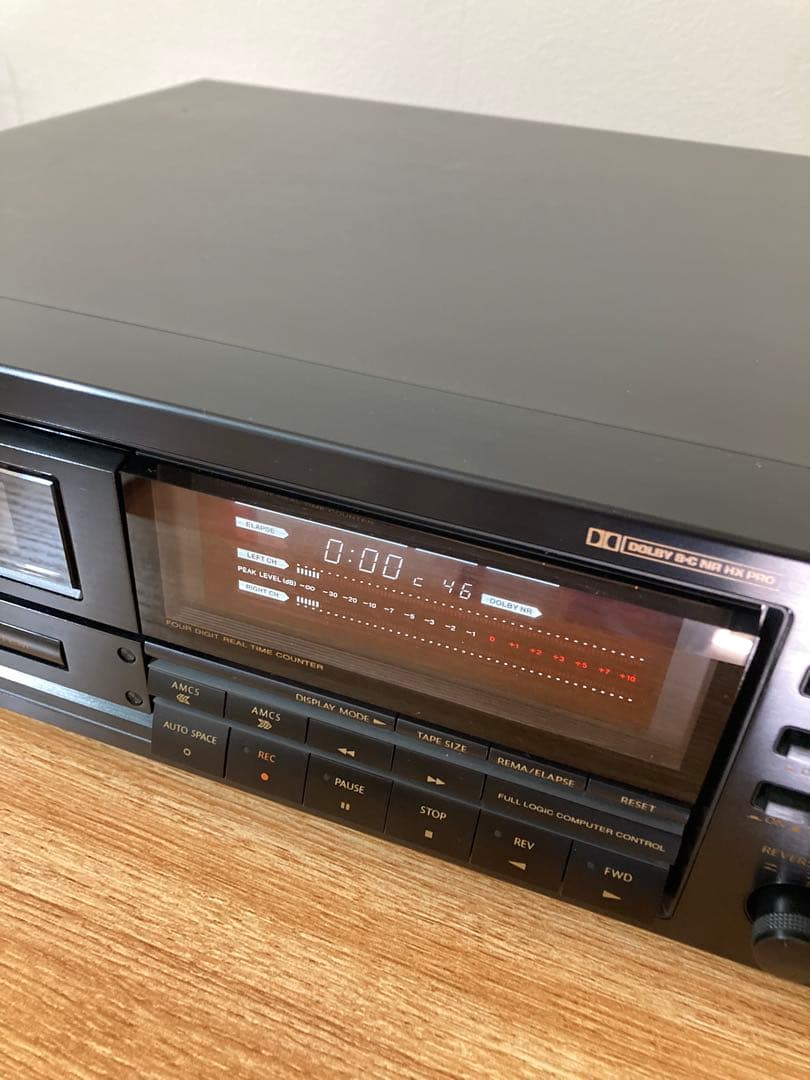 TIME COUNTER
ELAPSE
0:00
c 46
LEFT CH
PEAK LEVEL (dB) -∞ -30 -20 -10 -7 -5 -3 -2 -1 0 +1 +2 +3 +5 +7 +10
RIGHT CH
DOLBY NR
FOUR DIGIT REAL TIME COUNTER
DOLBY B·C NR HX PRO
AMCS
AMCS
DISPLAY MODE
TAPE SIZE
REMA/ELAPSE
RESET
AUTO SPACE
REC
PAUSE
STOP
REV
FWD
FULL LOGIC COMPUTER CONTROL